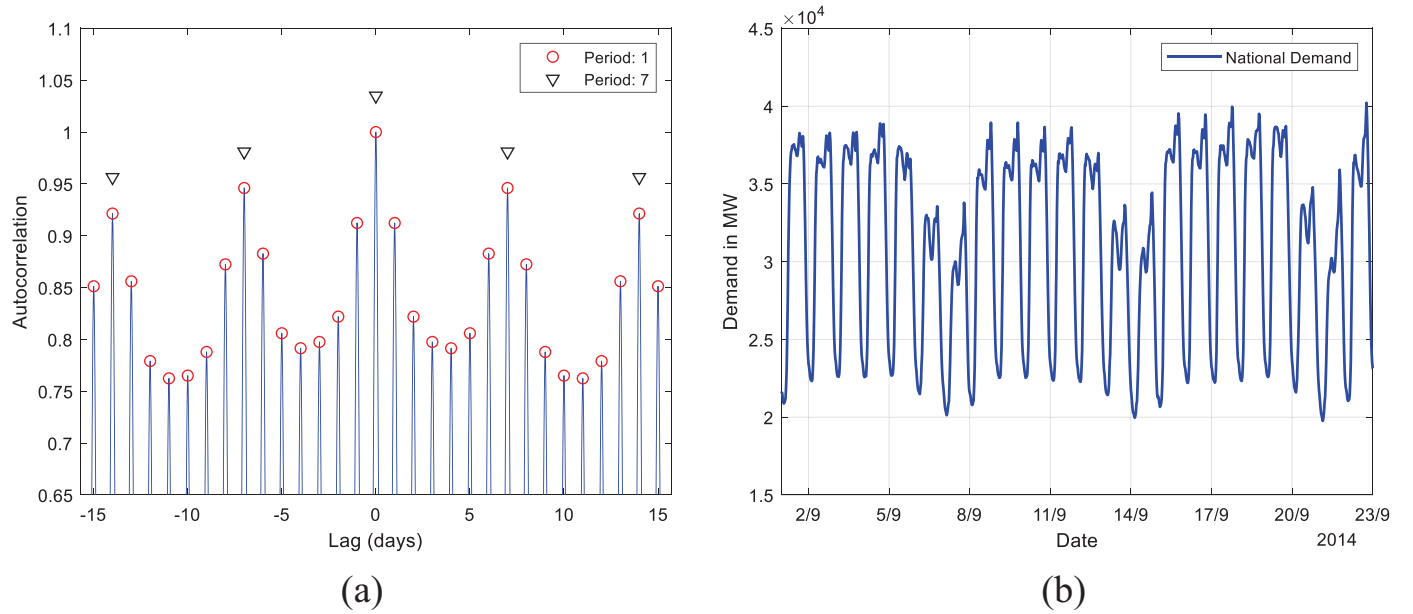 1.1
1.05
1
0.95
0.9
0.85
0.8
0.75
0.7
0.65
Autocorrelation
Period: 1
Period: 7
-15 -10 -5 0 5 10 15
Lag (days)
(a)
×10⁴
4.5
4
3.5
3
2.5
2
1.5
Demand in MW
National Demand
2/9 5/9 8/9 11/9 14/9 17/9 20/9 23/9
Date
2014
(b)